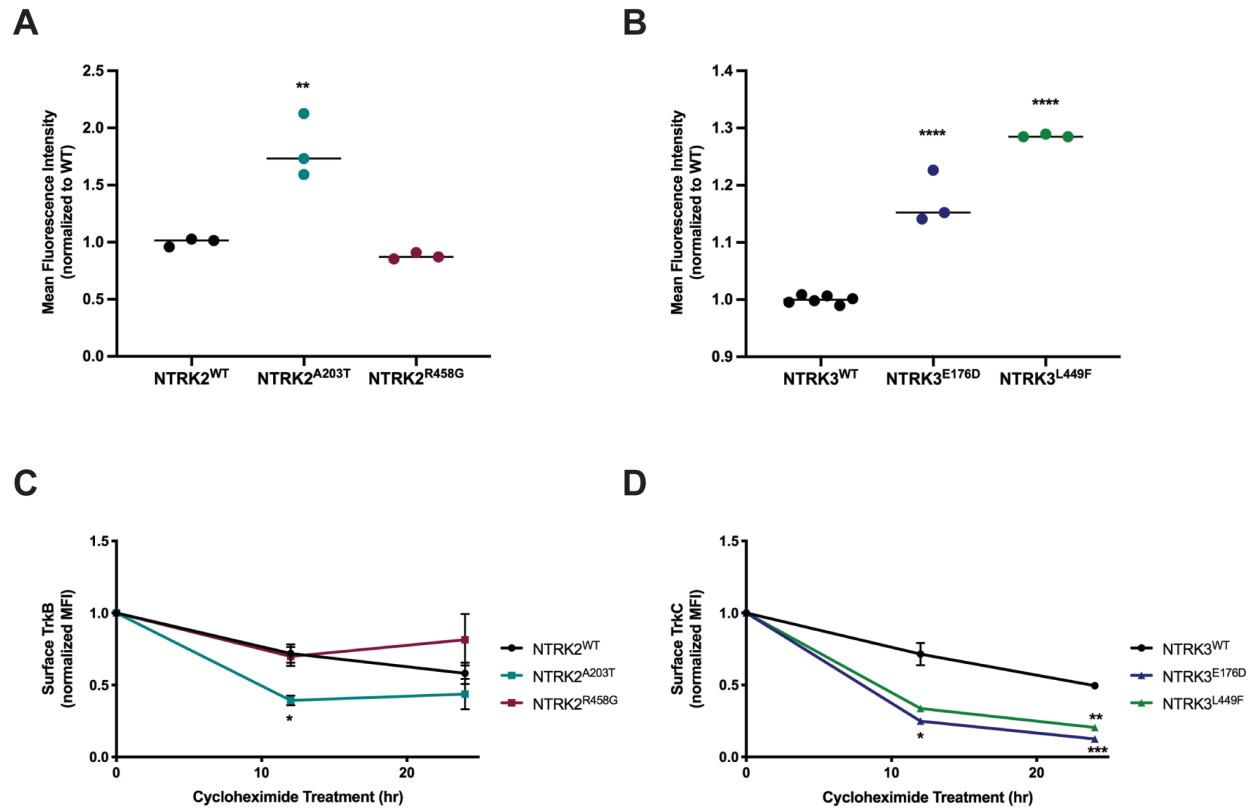 A
Mean Fluorescence Intensity
(normalized to WT)
2.5
2.0
1.5
1.0
0.5
0.0
**
NTRK2WT
NTRK2A203T
NTRK2R458G
B
Mean Fluorescence Intensity
(normalized to WT)
1.4
1.3
1.2
1.1
1.0
0.9
****
****
NTRK3WT
NTRK3E176D
NTRK3L449F
C
Surface TrkB
(normalized MFI)
1.5
1.0
0.5
0.0
*
0
10
20
Cycloheximide Treatment (hr)
NTRK2WT
NTRK2A203T
NTRK2R458G
D
Surface TrkC
(normalized MFI)
1.5
1.0
0.5
0.0
*
**
***
0
10
20
Cycloheximide Treatment (hr)
NTRK3WT
NTRK3E176D
NTRK3L449F